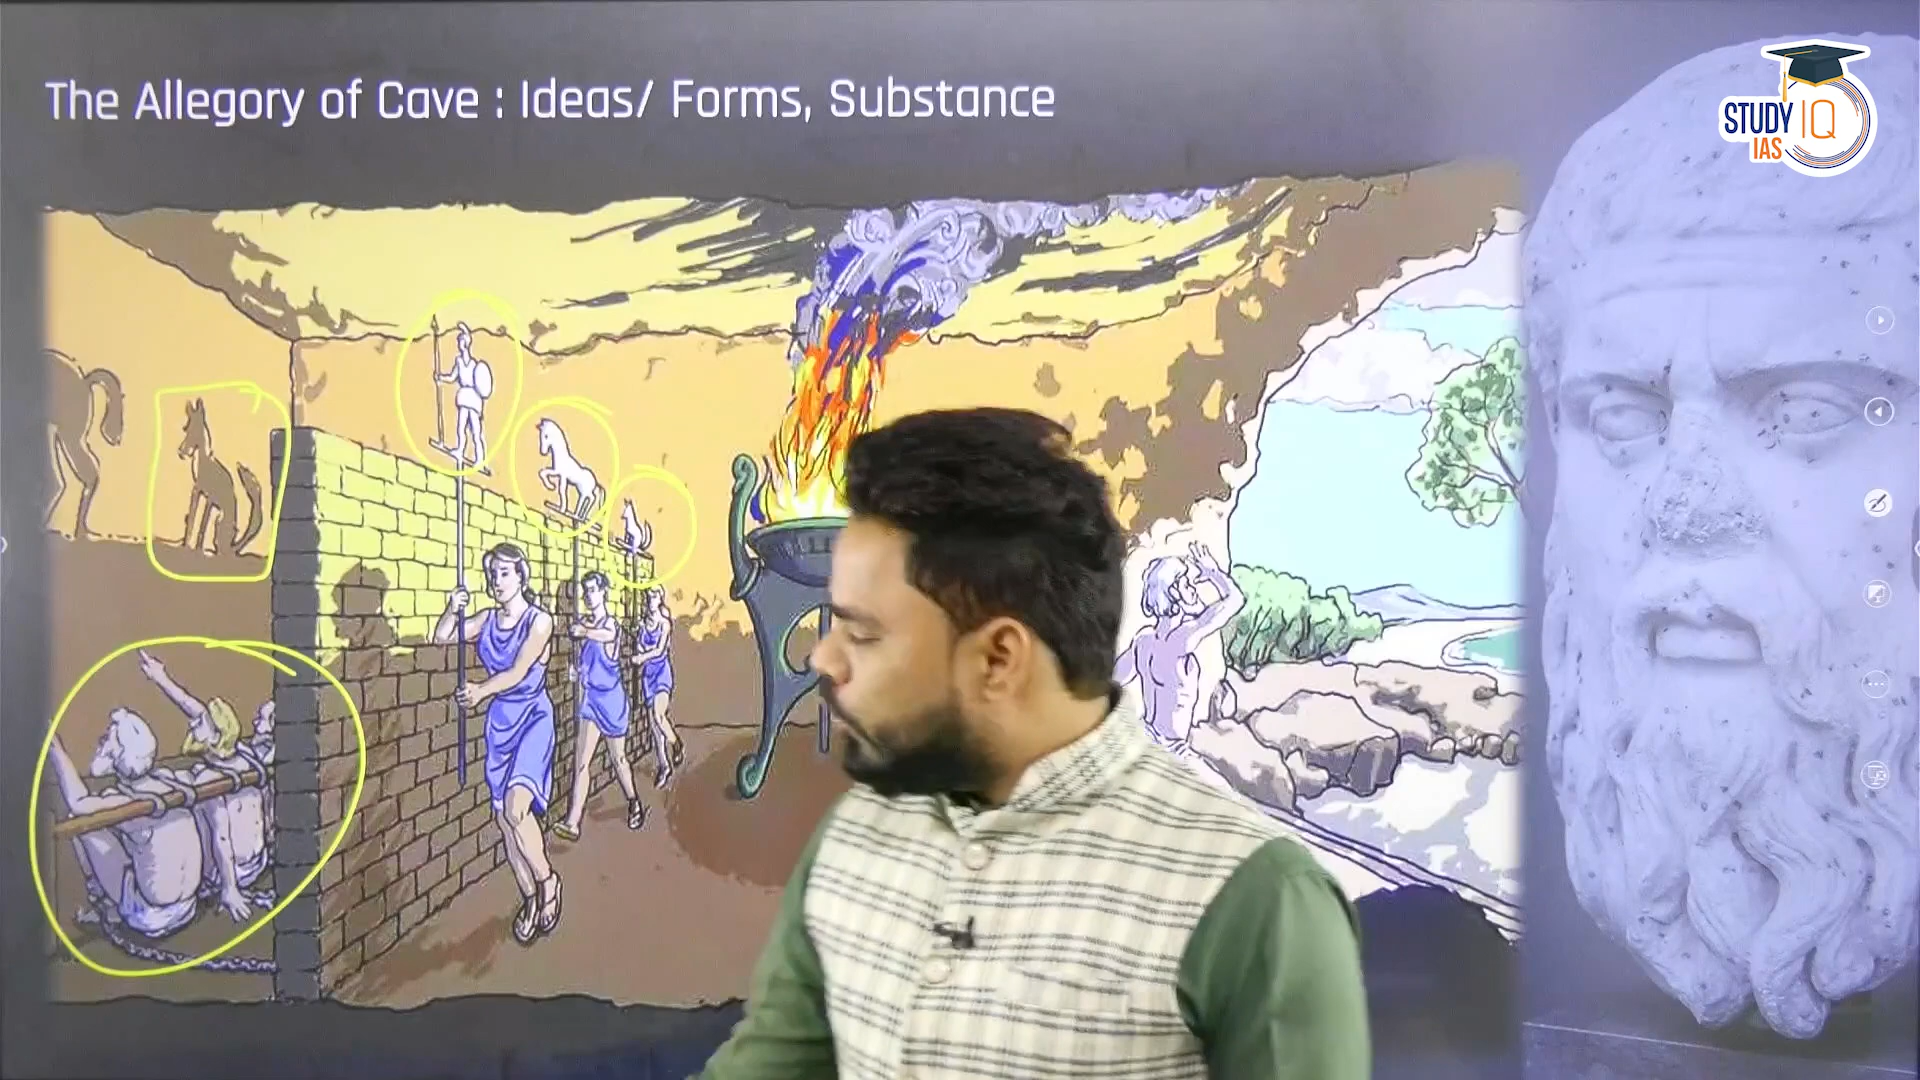 The Allegory of Cave : Ideas/ Forms, Substance
STUDY IQ
IAS